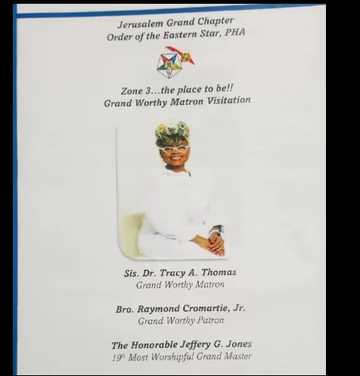 Jerusalem Grand Chapter
Order of the Eastern Star, PHA
Zone 3...the place to be!!
Grand Worthy Matron Visitation
Sis. Dr. Tracy A. Thomas
Grand Worthy Matron
Bro. Raymond Cromartie, Jr.
Grand Worthy Patron
The Honorable Jeffery G. Jones
19th Most Worshipful Grand Master